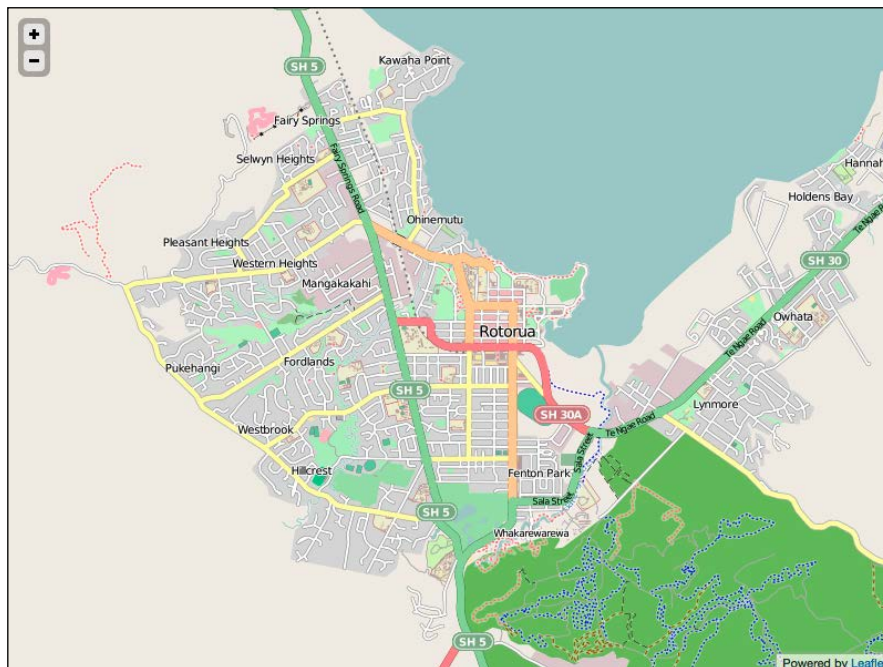 +
−
SH 5
Kawaha Point
Fairy Springs
Selwyn Heights
Fairy Springs Road
Hannah
Holdens Bay
Te Ngae R
Ohinemutu
Pleasant Heights
Western Heights
SH 30
Mangakakahi
Rotorua
Owhata
Te Ngae Road
Pukehangi
Fordlands
SH 5
Lynmore
SH 30A
Westbrook
Te Ngae Road
Sala Street
Hillcrest
Fenton Park
Sala Street
SH 5
Whakarewarewa
SH 5
Powered by Leafle